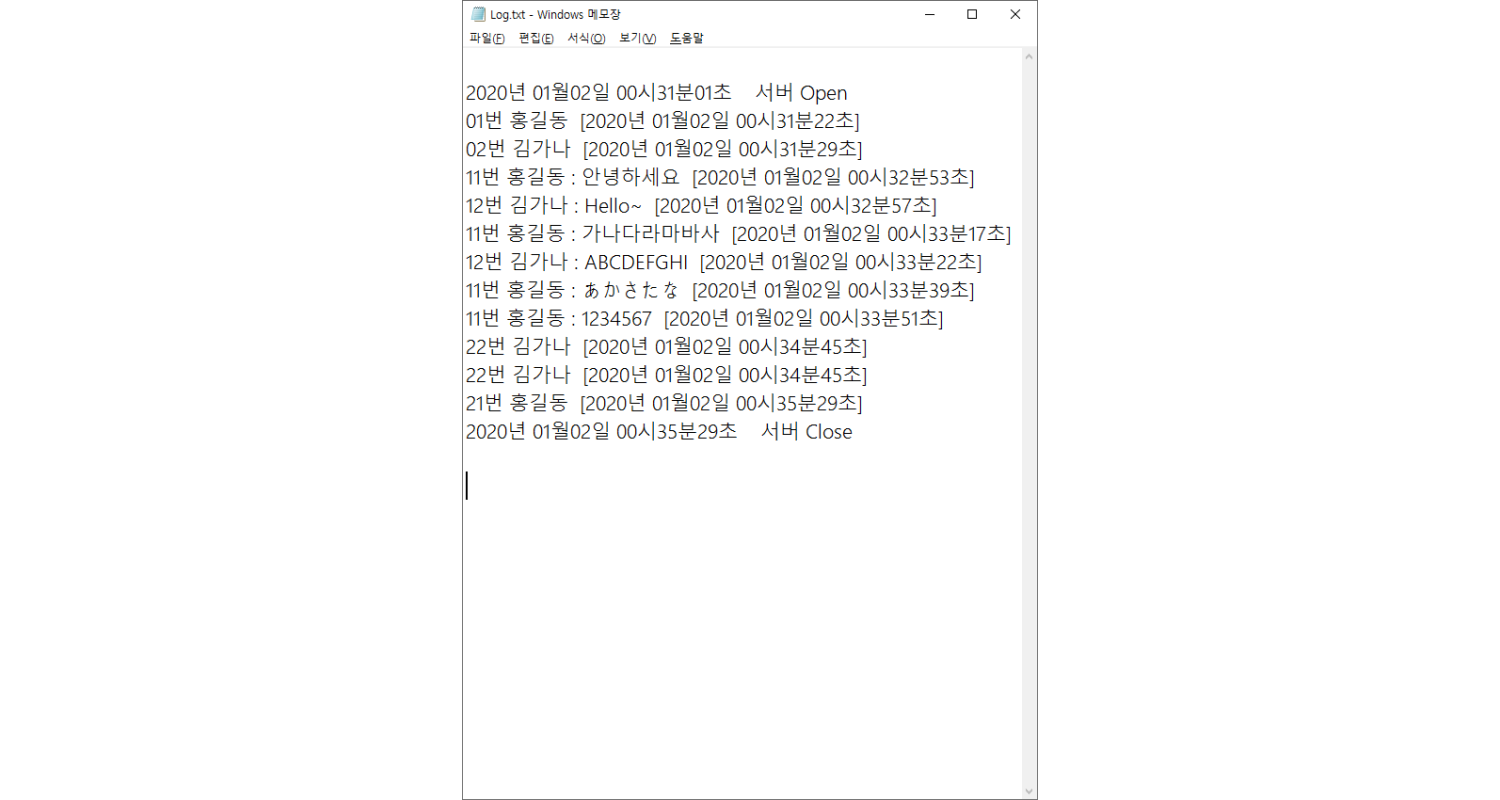 Log.txt - Windows 메모장
파일(F) 편집(E) 서식(O) 보기(V) 도움말
2020년 01월02일 00시31분01초 서버 Open
01번 홍길동 [2020년 01월02일 00시31분22초]
02번 김가나 [2020년 01월02일 00시31분29초]
11번 홍길동 : 안녕하세요 [2020년 01월02일 00시32분53초]
12번 김가나 : Hello~ [2020년 01월02일 00시32분57초]
11번 홍길동 : 가나다라마바사 [2020년 01월02일 00시33분17초]
12번 김가나 : ABCDEFGHI [2020년 01월02일 00시33분22초]
11번 홍길동 : あかさたな [2020년 01월02일 00시33분39초]
11번 홍길동 : 1234567 [2020년 01월02일 00시33분51초]
22번 김가나 [2020년 01월02일 00시34분45초]
22번 김가나 [2020년 01월02일 00시34분45초]
21번 홍길동 [2020년 01월02일 00시35분29초]
2020년 01월02일 00시35분29초 서버 Close